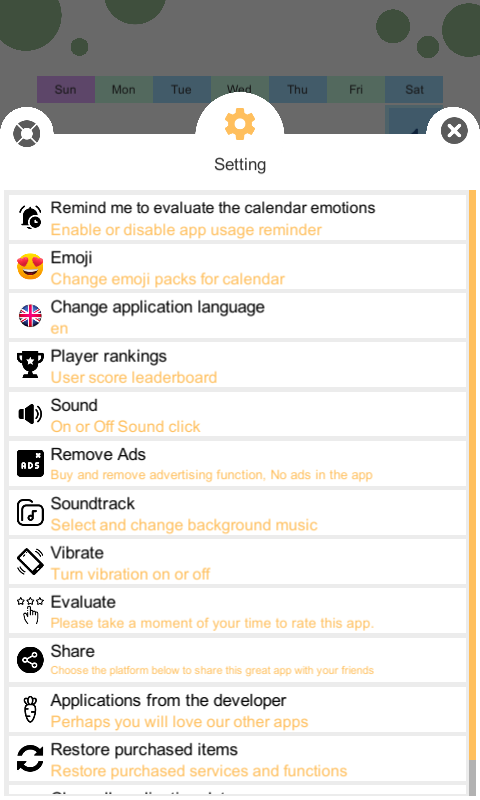 Sun Mon Tue Wed Thu Fri Sat
Setting
Remind me to evaluate the calendar emotions
Enable or disable app usage reminder
Emoji
Change emoji packs for calendar
Change application language
en
Player rankings
User score leaderboard
Sound
On or Off Sound click
ADS
Remove Ads
Buy and remove advertising function, No ads in the app
Soundtrack
Select and change background music
Vibrate
Turn vibration on or off
Evaluate
Please take a moment of your time to rate this app.
Share
Choose the platform below to share this great app with your friends
Applications from the developer
Perhaps you will love our other apps
Restore purchased items
Restore purchased services and functions